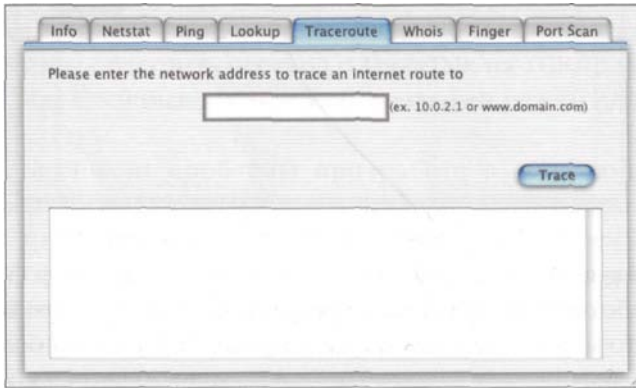 Info Netstat Ping Lookup Traceroute Whois Finger Port Scan
Please enter the network address to trace an internet route to
(ex. 10.0.2.1 or www.domain.com)
Trace